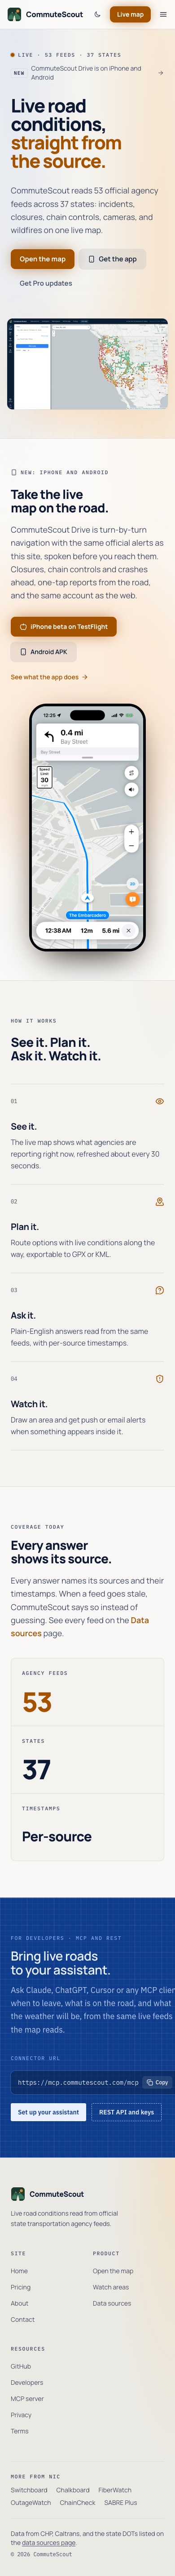 CommuteScout
Live map
LIVE · 53 FEEDS · 37 STATES
NEW
CommuteScout Drive is on iPhone and
Android
Live road
conditions,
straight from
the source.
CommuteScout reads 53 official agency
feeds across 37 states: incidents,
closures, chain controls, cameras, and
wildfires on one live map.
Open the map
Get the app
Get Pro updates
NEW: IPHONE AND ANDROID
Take the live
map on the road.
CommuteScout Drive is turn-by-turn
navigation with the same official alerts as
this site, spoken before you reach them.
Closures, chain controls and crashes
ahead, one-tap reports from the road,
and the same account as the web.
iPhone beta on TestFlight
Android APK
See what the app does
12:25
0.4 mi
Bay Street
Bay Street
Speed
Limit
30
The Embarcadero
12:38 AM
12m
5.6 mi
HOW IT WORKS
See it. Plan it.
Ask it. Watch it.
01
See it.
The live map shows what agencies are
reporting right now, refreshed about every 30
seconds.
02
Plan it.
Route options with live conditions along the
way, exportable to GPX or KML.
03
Ask it.
Plain-English answers read from the same
feeds, with per-source timestamps.
04
Watch it.
Draw an area and get push or email alerts
when something appears inside it.
COVERAGE TODAY
Every answer
shows its source.
Every answer names its sources and their
timestamps. When a feed goes stale,
CommuteScout says so instead of
guessing. See every feed on the Data
sources page.
AGENCY FEEDS
53
STATES
37
TIMESTAMPS
Per-source
FOR DEVELOPERS · MCP AND REST
Bring live roads
to your assistant.
Ask Claude, ChatGPT, Cursor or any MCP clien
when to leave, what is on the road, and what
the weather will be, from the same live feeds
the map reads.
CONNECTOR URL
https://mcp.commutescout.com/mcp
Copy
Set up your assistant
REST API and keys
CommuteScout
Live road conditions read from official
state transportation agency feeds.
SITE
Home
Pricing
About
Contact
PRODUCT
Open the map
Watch areas
Data sources
RESOURCES
GitHub
Developers
MCP server
Privacy
Terms
MORE FROM NIC
Switchboard Chalkboard FiberWatch
OutageWatch ChainCheck SABRE Plus
Data from CHP, Caltrans, and the state DOTs listed on
the data sources page.
© 2026 CommuteScout